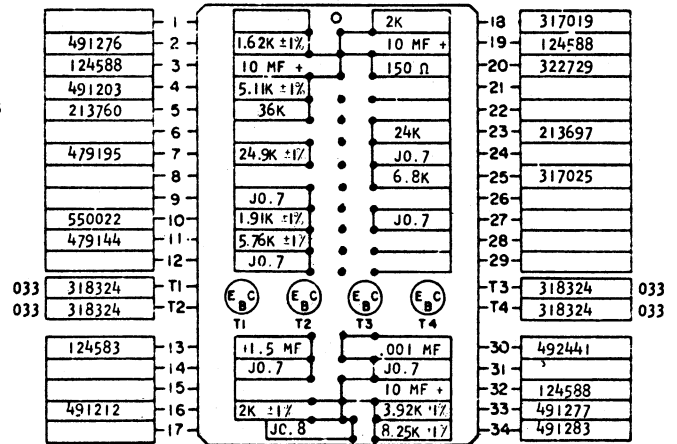 1 2K 18 317019
491276 2 1.62K ±1% 10 MF + 19 124588
124588 3 10 MF + 150 Ω 20 322729
491203 4 5.11K ±1% 21
213760 5 36K 22
6 24K 23 213697
479195 7 24.9K ±1% J0.7 24
8 6.8K 25 317025
9 J0.7 26
550022 10 1.91K ±1% J0.7 27
479144 11 5.76K ±1% 28
12 J0.7 29
033 318324 T1 E B C E B C E B C E B C T3 318324 033
033 318324 T2 T1 T2 T3 T4 T4 318324 033
124583 13 +1.5 MF .001 MF 30 492441
14 J0.7 J0.7 31
15 10 MF + 32 124588
491212 16 2K ±1% 3.92K ±1% 33 491277
17 JC.8 8.25K ±1% 34 491283